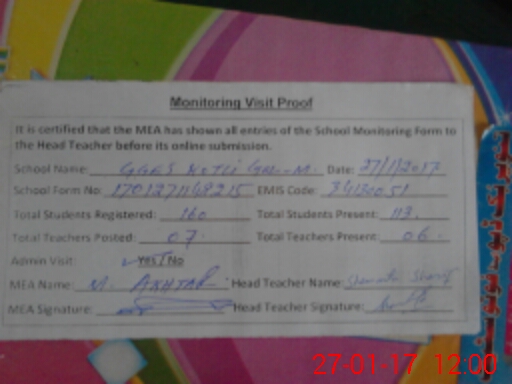 Monitoring Visit Proof
It is certified that the MEA has shown all entries of the School Monitoring Form to
the Head Teacher before its online submission.
School Name: GGES KOTLI Date: 27/1/2017
School Form No: EMIS Code: 34130051
Total Students Registered: 160 Total Students Present: 113.
Total Teachers Posted: 07. Total Teachers Present: 06.
Admin Visit: Yes / No
MEA Name: M. AKHTAR Head Teacher Name:
MEA Signature: Head Teacher Signature:
27-01-17 12:00